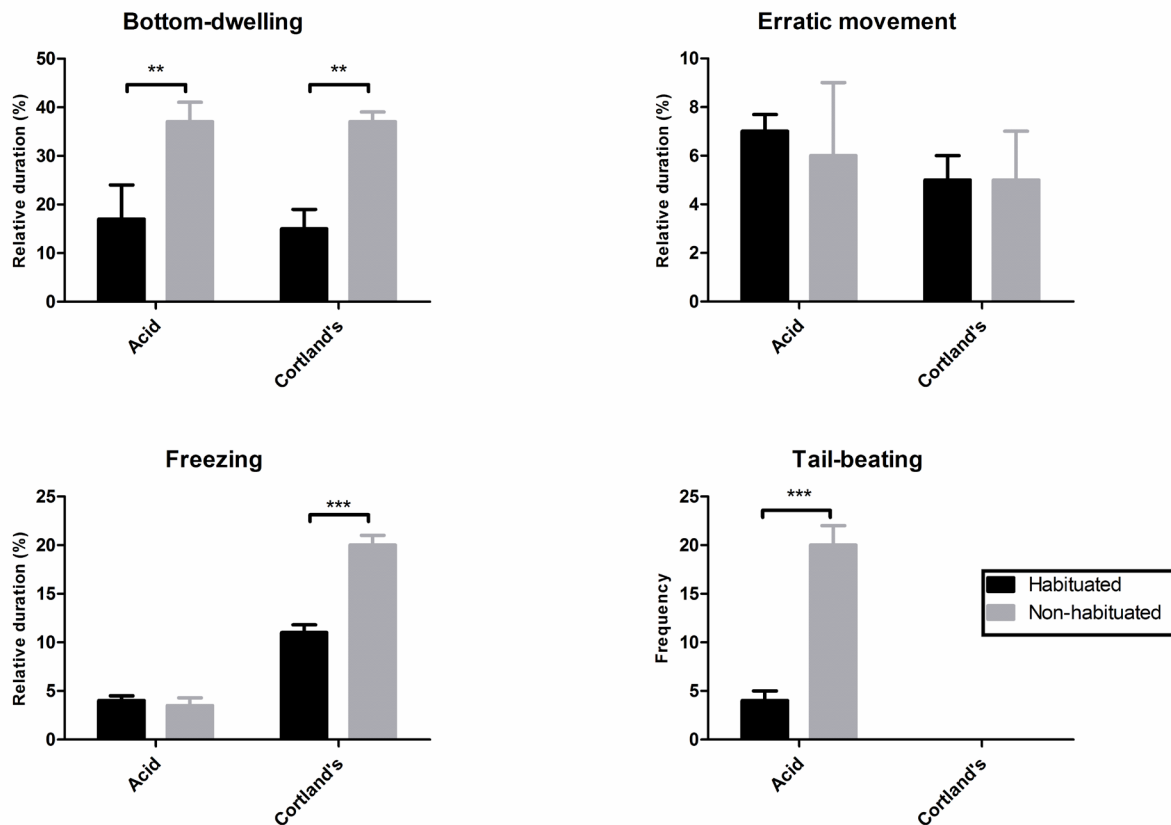 Bottom-dwelling
Relative duration (%)
50
40
30
20
10
0
**
**
Acid
Cortland's
Erratic movement
Relative duration (%)
10
8
6
4
2
0
Acid
Cortland's
Freezing
Relative duration (%)
25
20
15
10
5
0
***
Acid
Cortland's
Tail-beating
Frequency
25
20
15
10
5
0
***
Acid
Cortland's
Habituated
Non-habituated